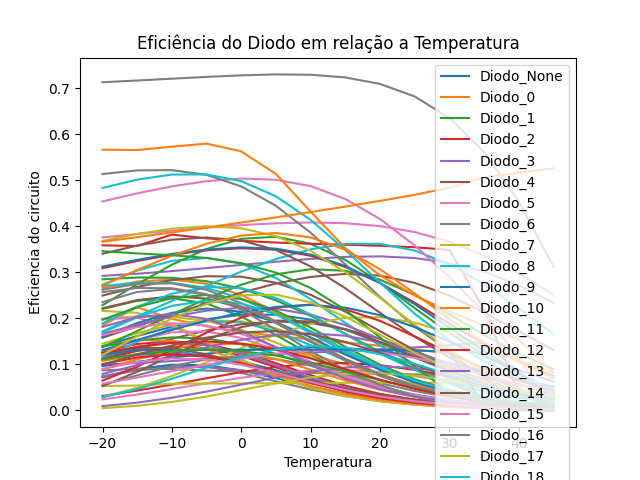 Eficiência do Diodo em relação a Temperatura
Eficiencia do circuito
0.7
0.6
0.5
0.4
0.3
0.2
0.1
0.0
−20
−10
0
10
20
30
40
Temperatura
Diodo_None
Diodo_0
Diodo_1
Diodo_2
Diodo_3
Diodo_4
Diodo_5
Diodo_6
Diodo_7
Diodo_8
Diodo_9
Diodo_10
Diodo_11
Diodo_12
Diodo_13
Diodo_14
Diodo_15
Diodo_16
Diodo_17
Diodo_18